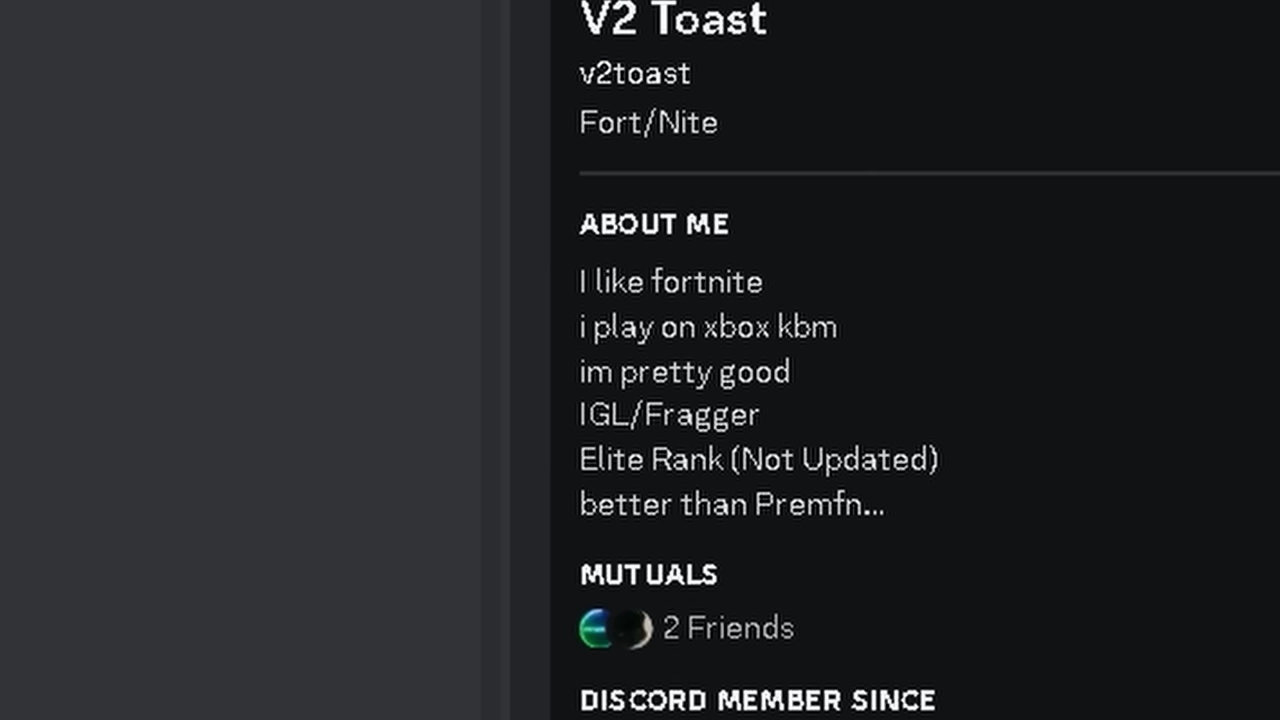 V2 Toast
v2toast
Fort/Nite
ABOUT ME
I like fortnite
i play on xbox kbm
im pretty good
IGL/Fragger
Elite Rank (Not Updated)
better than Premfn...
MUTUALS
2 Friends
DISCORD MEMBER SINCE